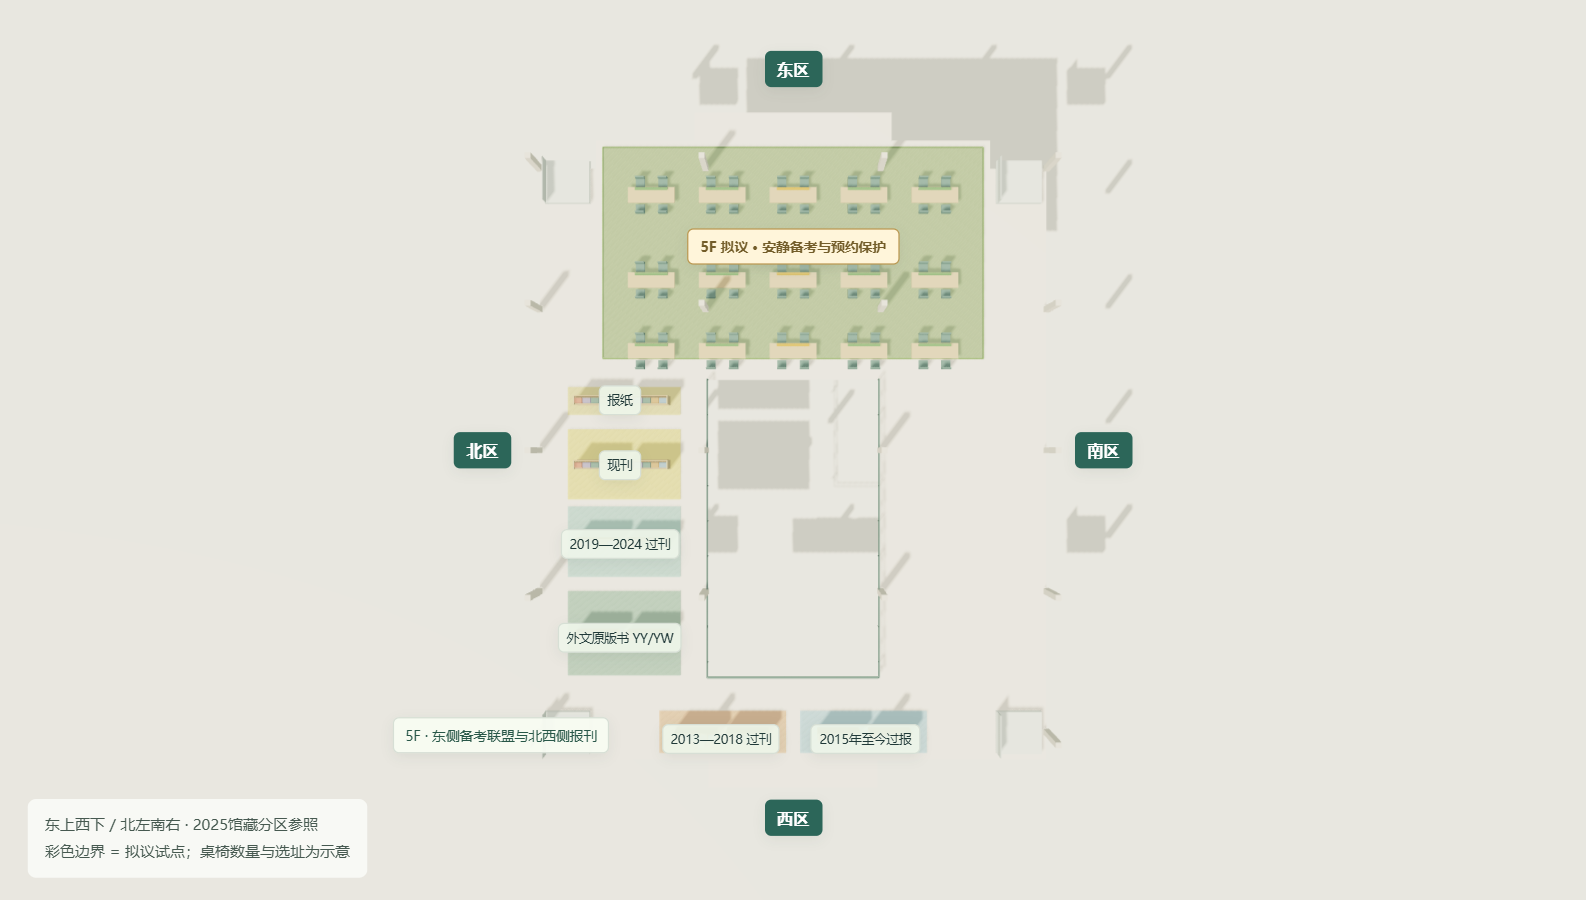 东区
5F 拟议 • 安静备考与预约保护
报纸
北区
南区
现刊
2019—2024 过刊
外文原版书 YY/YW
5F · 东侧备考联盟与北西侧报刊
2013—2018 过刊
2015年至今过报
西区
东上西下 / 北左南右 · 2025馆藏分区参照
彩色边界 = 拟议试点；桌椅数量与选址为示意